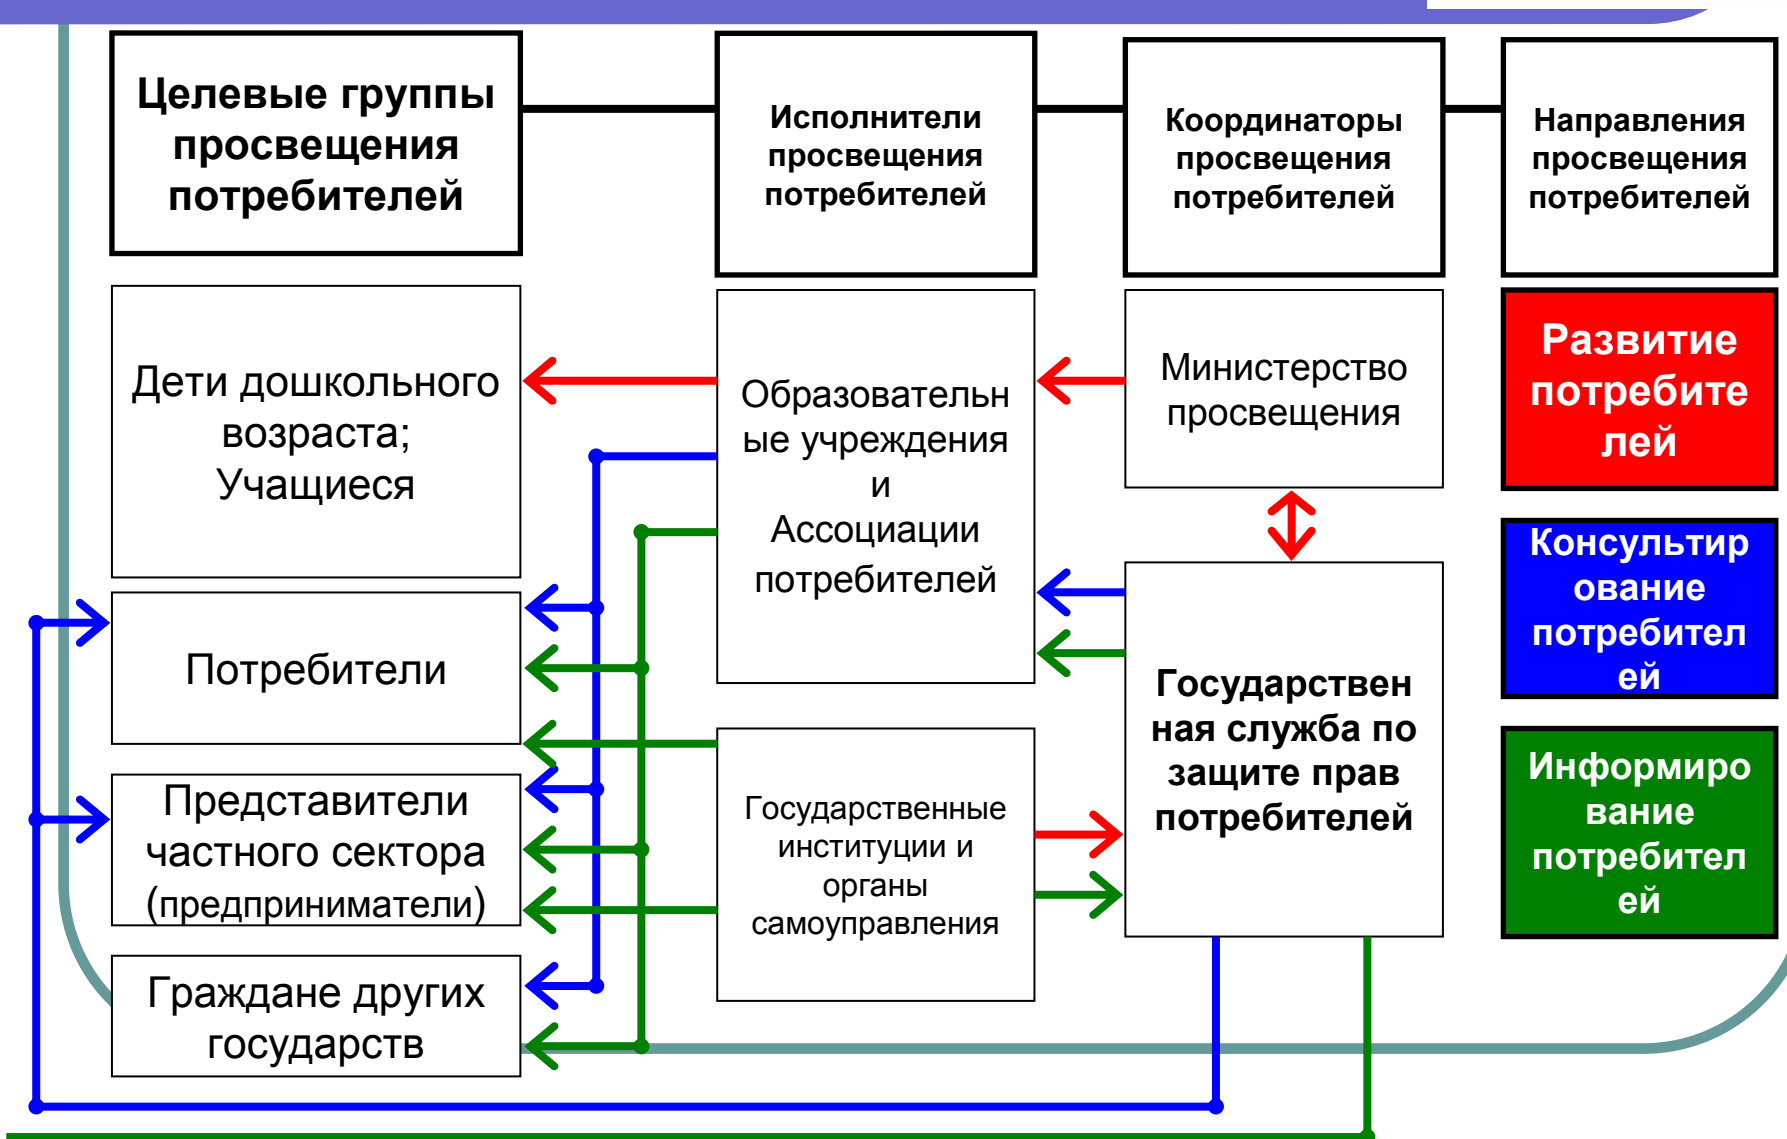 Целевые группы
просвещения
потребителей
Исполнители
просвещения
потребителей
Координаторы
просвещения
потребителей
Направления
просвещения
потребителей
Дети дошкольного
возраста;
Учащиеся
Образовательн
ые учреждения
и
Ассоциации
потребителей
Министерство
просвещения
Развитие
потребите
лей
Потребители
Государствен
ная служба по
защите прав
потребителей
Консультир
ование
потребител
ей
Представители
частного сектора
(предприниматели)
Государственные
институции и
органы
самоуправления
Информиро
вание
потребител
ей
Граждане других
государств